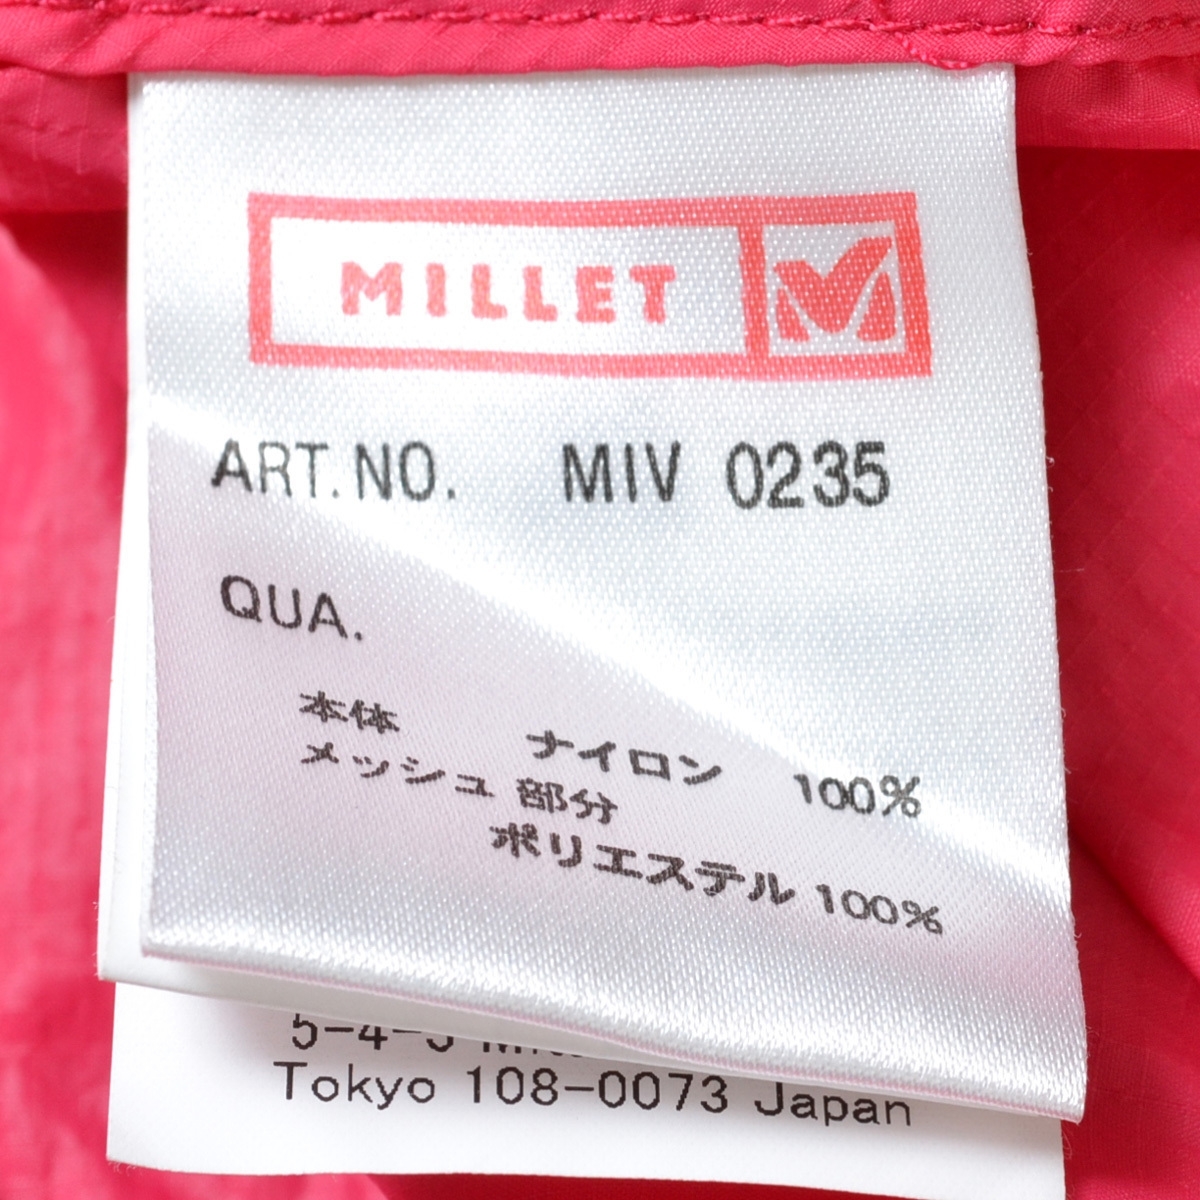 MILLET
ART. NO. MIV 0235
QUA.
本体 ナイロン 100%
メッシュ 部分
ポリエステル 100%
Tokyo 108-0073 Japan